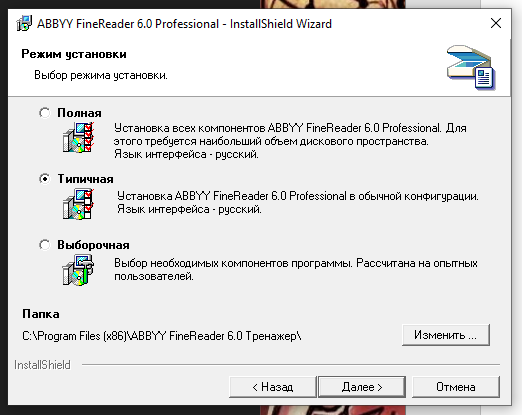 ABBYY FineReader 6.0 Professional - InstallShield Wizard
Режим установки
Выбор режима установки.
Полная
Установка всех компонентов ABBYY FineReader 6.0 Professional. Для
этого требуется наибольший объем дискового пространства.
Язык интерфейса - русский.
Типичная
Установка ABBYY FineReader 6.0 Professional в обычной конфигурации.
Язык интерфейса - русский.
Выборочная
Выбор необходимых компонентов программы. Рассчитана на опытных
пользователей.
Папка
C:\Program Files (x86)\ABBYY FineReader 6.0 Тренажер\
Изменить ...
InstallShield
< Назад
Далее >
Отмена